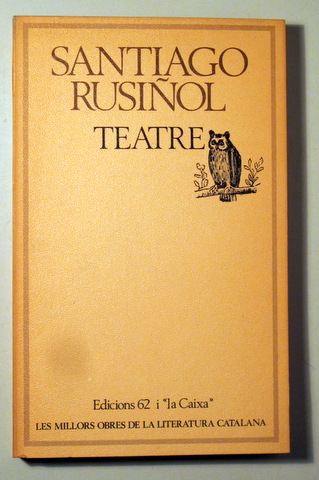 SANTIAGO
RUSIÑOL
TEATRE
Edicions 62 i "la Caixa"
LES MILLORS OBRES DE LA LITERATURA CATALANA